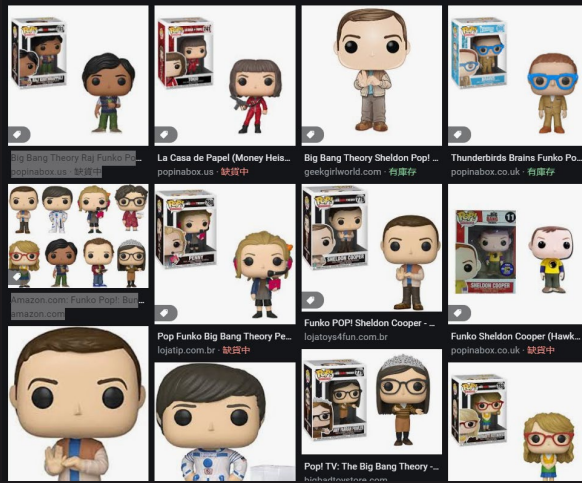 Big Bang Theory Raj Funko Po...
popinabox.us · 缺貨中
La Casa de Papel (Money Heis...
popinabox.us · 缺貨中
Big Bang Theory Sheldon Pop! ...
geekgirlworld.com · 有庫存
Thunderbirds Brains Funko Po...
popinabox.co.uk · 有庫存
Amazon.com: Funko Pop!: Bun...
amazon.com
PENNY
Pop Funko Big Bang Theory Pe...
lojatip.com.br · 缺貨中
SHELDON COOPER
Funko POP! Sheldon Cooper - ...
lojatoys4fun.com.br
11
SHELDON COOPER
Funko Sheldon Cooper (Hawk...
popinabox.co.uk · 缺貨中
Pop! TV: The Big Bang Theory -...
bigbadtoystore.com